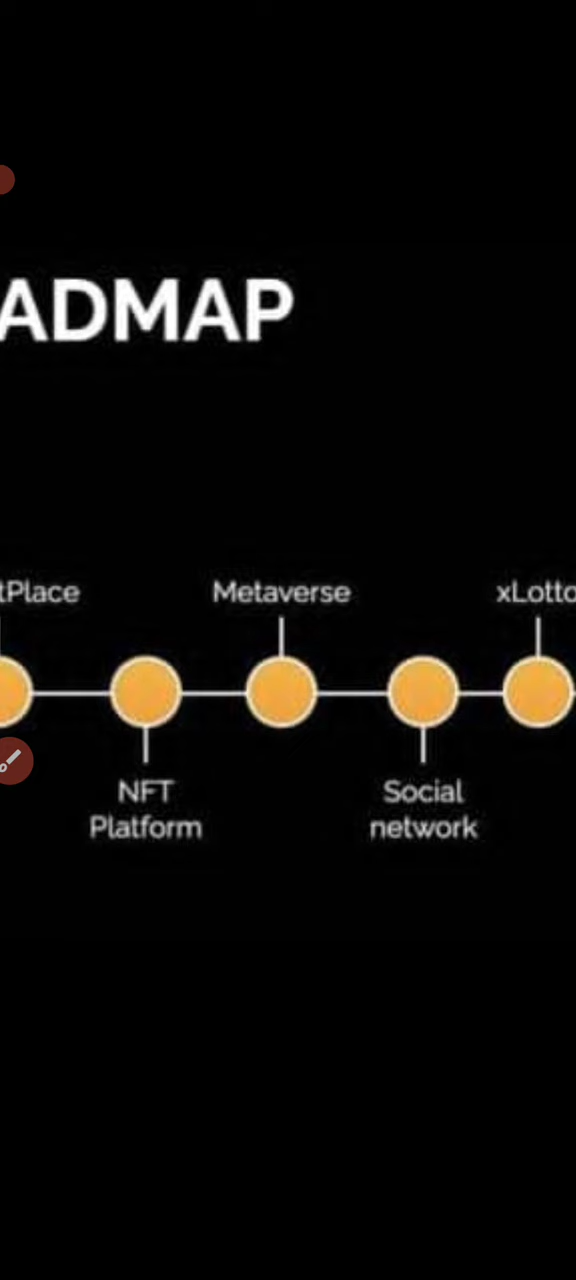 ADMAP
tPlace
Metaverse
xLotto
NFT
Platform
Social
network